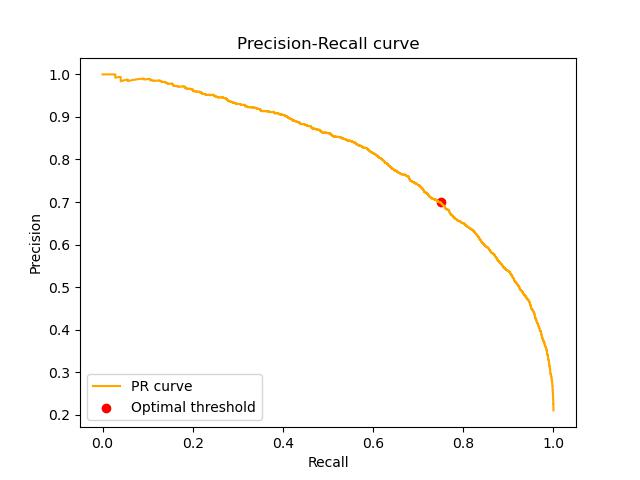 Precision-Recall curve
1.0
0.9
0.8
0.7
0.6
0.5
0.4
0.3
0.2
Precision
PR curve
Optimal threshold
0.0 0.2 0.4 0.6 0.8 1.0
Recall